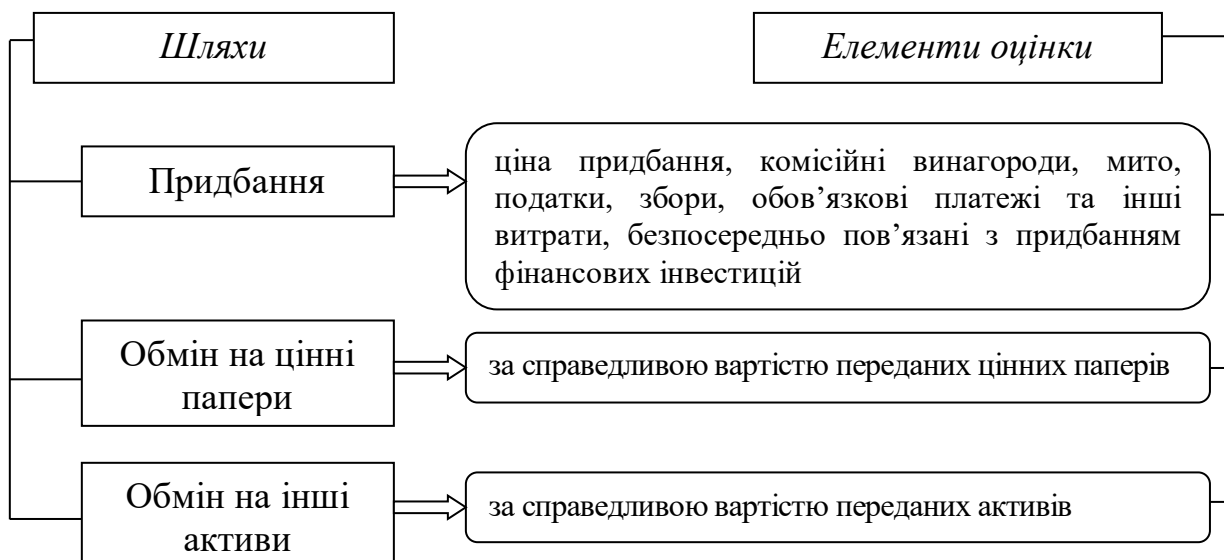 Шляхи
Елементи оцінки
Придбання
ціна придбання, комісійні винагороди, мито,
податки, збори, обов’язкові платежі та інші
витрати, безпосередньо пов’язані з придбанням
фінансових інвестицій
Обмін на цінні
папери
за справедливою вартістю переданих цінних паперів
Обмін на інші
активи
за справедливою вартістю переданих активів